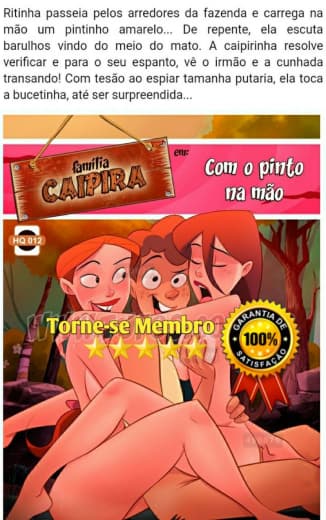 Ritinha passeia pelos arredores da fazenda e carrega na
mão um pintinho amarelo... De repente, ela escuta
barulhos vindo do meio do mato. A caipirinha resolve
verificar e para o seu espanto, vê o irmão e a cunhada
transando! Com tesão ao espiar tamanha putaria, ela toca
a bucetinha, até ser surpreendida...
família
CAIPIRA
em:
Com o pinto
na mão
HQ 012
Torne-se Membro
GARANTIA DE
100%
SATISFAÇÃO